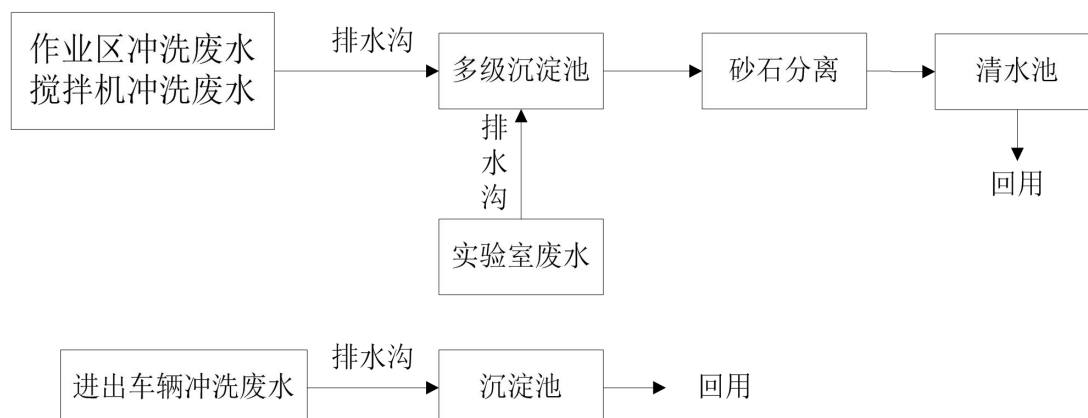 作业区冲洗废水
搅拌机冲洗废水
排水沟
多级沉淀池
砂石分离
清水池
回用
排水沟
实验室废水
进出车辆冲洗废水
排水沟
沉淀池
回用